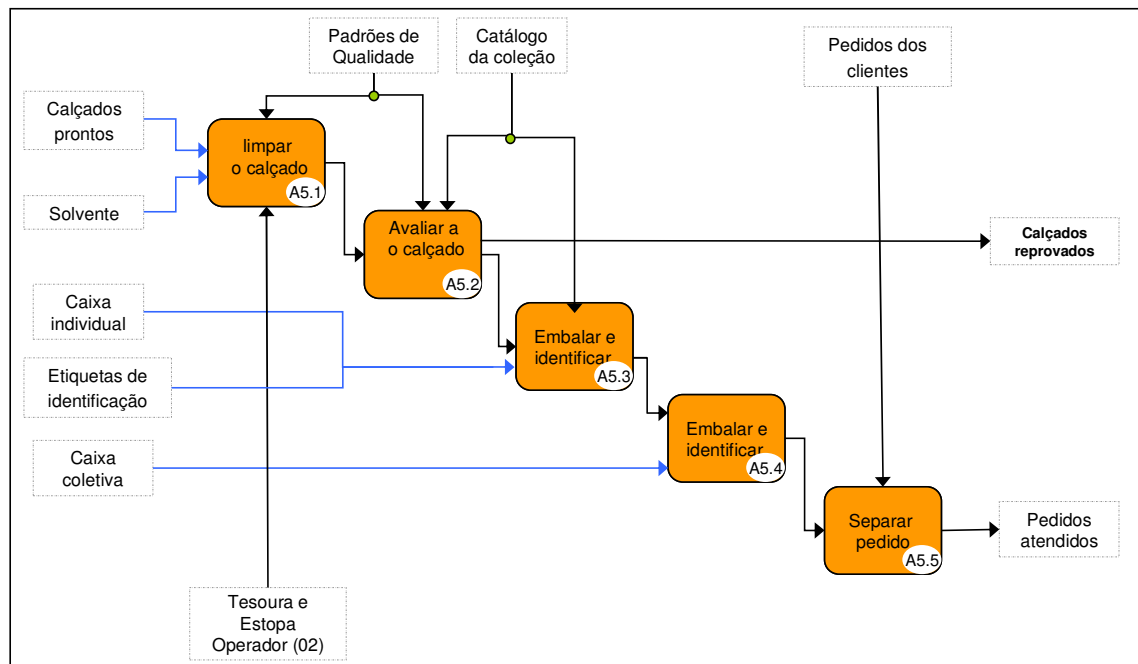 Padrões de
Qualidade
Catálogo
da coleção
Pedidos dos
clientes
Calçados
prontos
Solvente
limpar
o calçado
A5.1
Avaliar a
o calçado
A5.2
Calçados
reprovados
Caixa
individual
Etiquetas de
identificação
Embalar e
identificar
A5.3
Caixa
coletiva
Embalar e
identificar
A5.4
Separar
pedido
A5.5
Pedidos
atendidos
Tesoura e
Estopa
Operador (02)